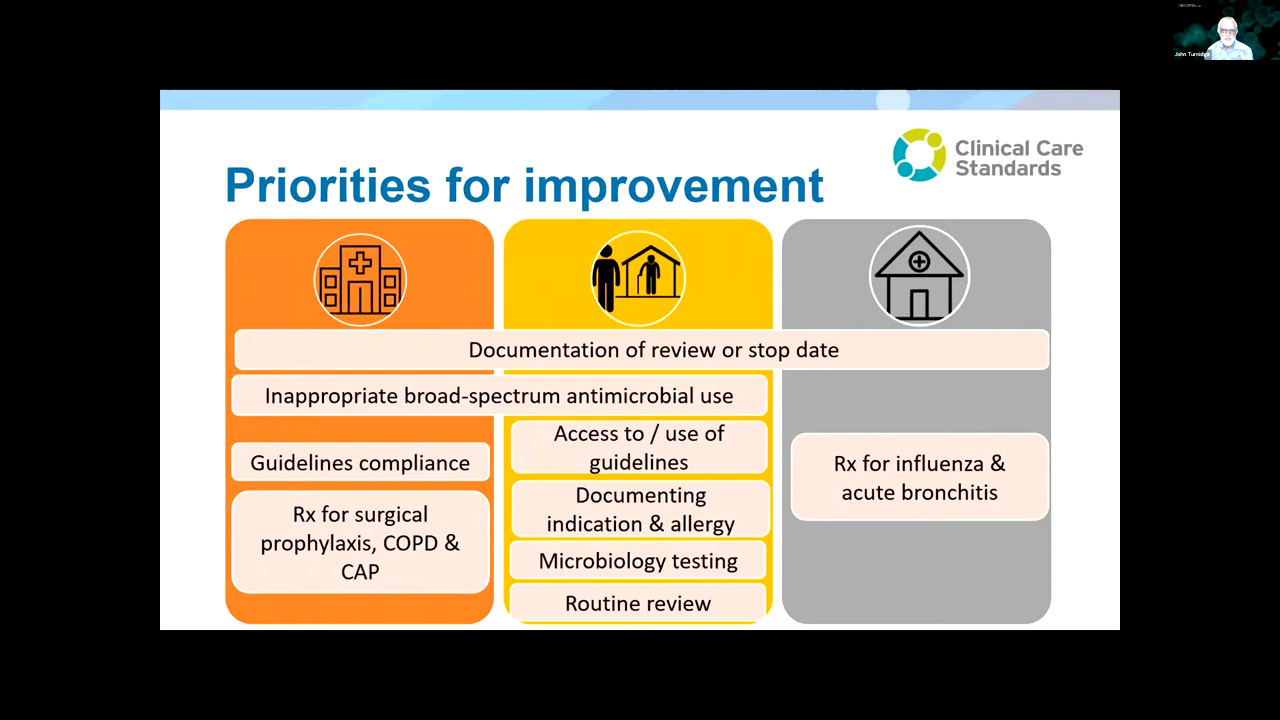 John Turnidge
Clinical Care
Standards
Priorities for improvement
Documentation of review or stop date
Inappropriate broad-spectrum antimicrobial use
Guidelines compliance
Rx for surgical
prophylaxis, COPD &
CAP
Access to / use of
guidelines
Documenting
indication & allergy
Microbiology testing
Routine review
Rx for influenza &
acute bronchitis